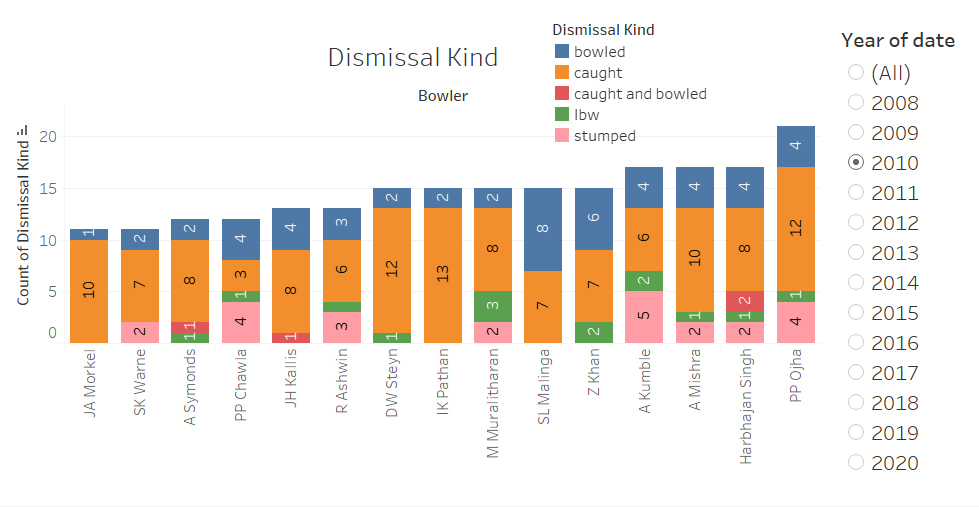 Dismissal Kind
Dismissal Kind
bowled
caught
caught and bowled
lbw
stumped
Bowler
Count of Dismissal Kind
20
15
10
5
0
1
10
2
7
2
2
8
1
1
4
3
1
4
4
8
1
3
6
3
2
12
1
2
13
2
8
3
2
8
7
6
7
2
4
6
2
5
4
10
1
2
4
8
2
1
2
4
12
1
4
JA Morkel
SK Warne
A Symonds
PP Chawla
JH Kallis
R Ashwin
DW Steyn
IK Pathan
M Muralitharan
SL Malinga
Z Khan
A Kumble
A Mishra
Harbhajan Singh
PP Ojha
Year of date
(All)
2008
2009
2010
2011
2012
2013
2014
2015
2016
2017
2018
2019
2020